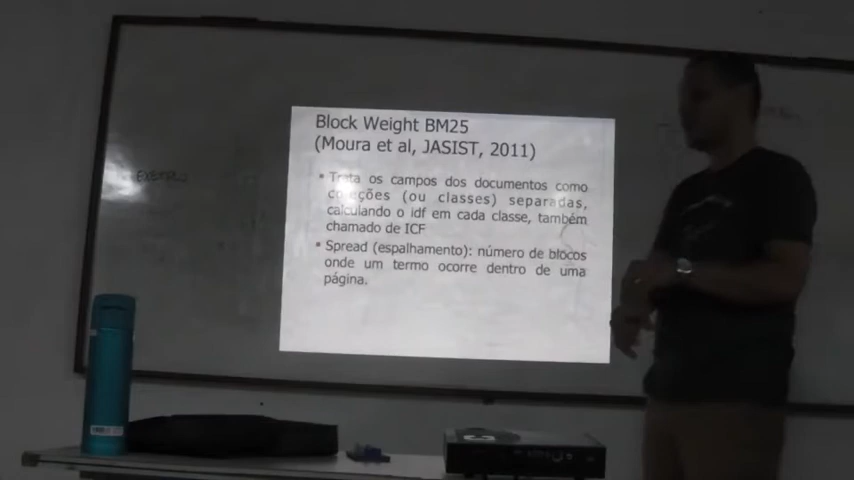 Block Weight BM25
(Moura et al, JASIST, 2011)
▪ Trata os campos dos documentos como
coleções (ou classes) separadas,
calculando o idf em cada classe, também
chamado de ICF
▪ Spread (espalhamento): número de blocos
onde um termo ocorre dentro de uma
página.
EXEMPLO